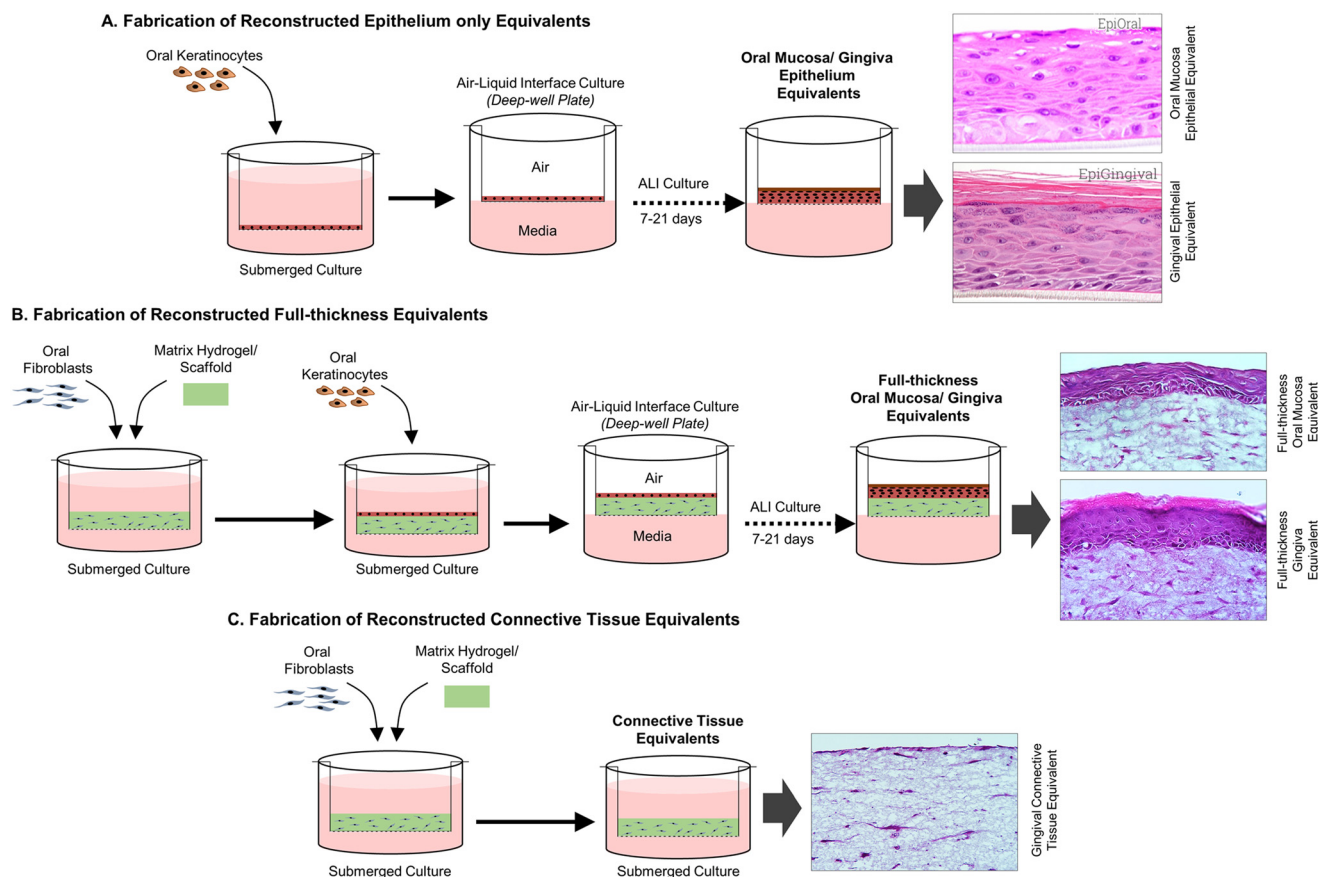 A. Fabrication of Reconstructed Epithelium only Equivalents
Oral Keratinocytes
Submerged Culture
Air-Liquid Interface Culture
(Deep-well Plate)
Air
Media
ALI Culture
7-21 days
Oral Mucosa/ Gingiva
Epithelium
Equivalents
EpiOral
Oral Mucosa
Epithelial Equivalent
EpiGingival
Gingival Epithelial
Equivalent
B. Fabrication of Reconstructed Full-thickness Equivalents
Oral
Fibroblasts
Matrix Hydrogel/
Scaffold
Submerged Culture
Oral
Keratinocytes
Submerged Culture
Air-Liquid Interface Culture
(Deep-well Plate)
Air
Media
ALI Culture
7-21 days
Full-thickness
Oral Mucosa/ Gingiva
Equivalents
Full-thickness
Oral Mucosa
Equivalent
Full-thickness
Gingiva
Equivalent
C. Fabrication of Reconstructed Connective Tissue Equivalents
Oral
Fibroblasts
Matrix Hydrogel/
Scaffold
Submerged Culture
Connective Tissue
Equivalents
Submerged Culture
Gingival Connective
Tissue Equivalent